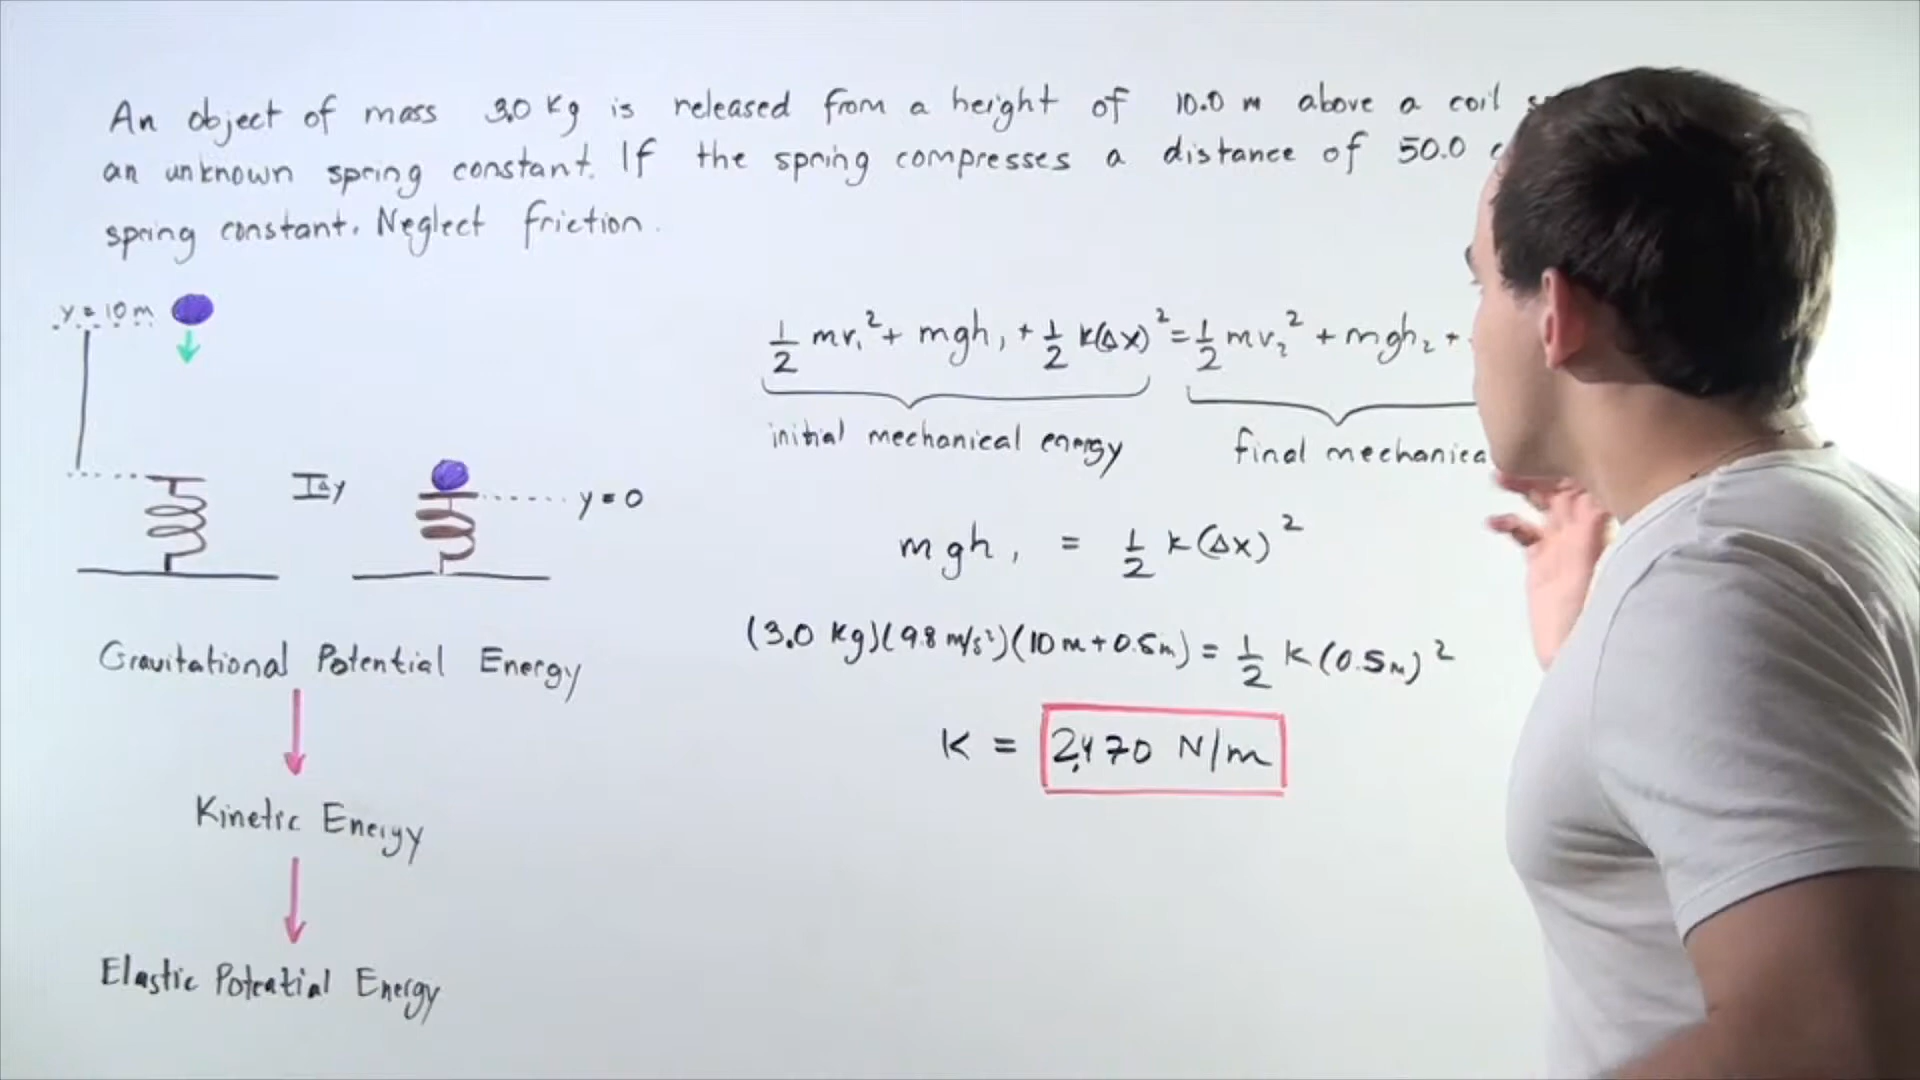 An object of mass 3.0 Kg is released from a height of 10.0 m above a coil
an unknown spring constant. If the spring compresses a distance of 50.0
spring constant. Neglect friction.
y = 10 m
Δy
y = 0
Gravitational Potential Energy
Kinetic Energy
Elastic Potential Energy
1/2 mv₁² + mgh₁ + 1/2 k(Δx)² = 1/2 mv₂² + mgh₂ +
initial mechanical energy
final mechanica
mgh₁ = 1/2 k(Δx)²
(3.0 kg)(9.8 m/s²)(10m + 0.5m) = 1/2 k(0.5m)²
K = 2,470 N/m